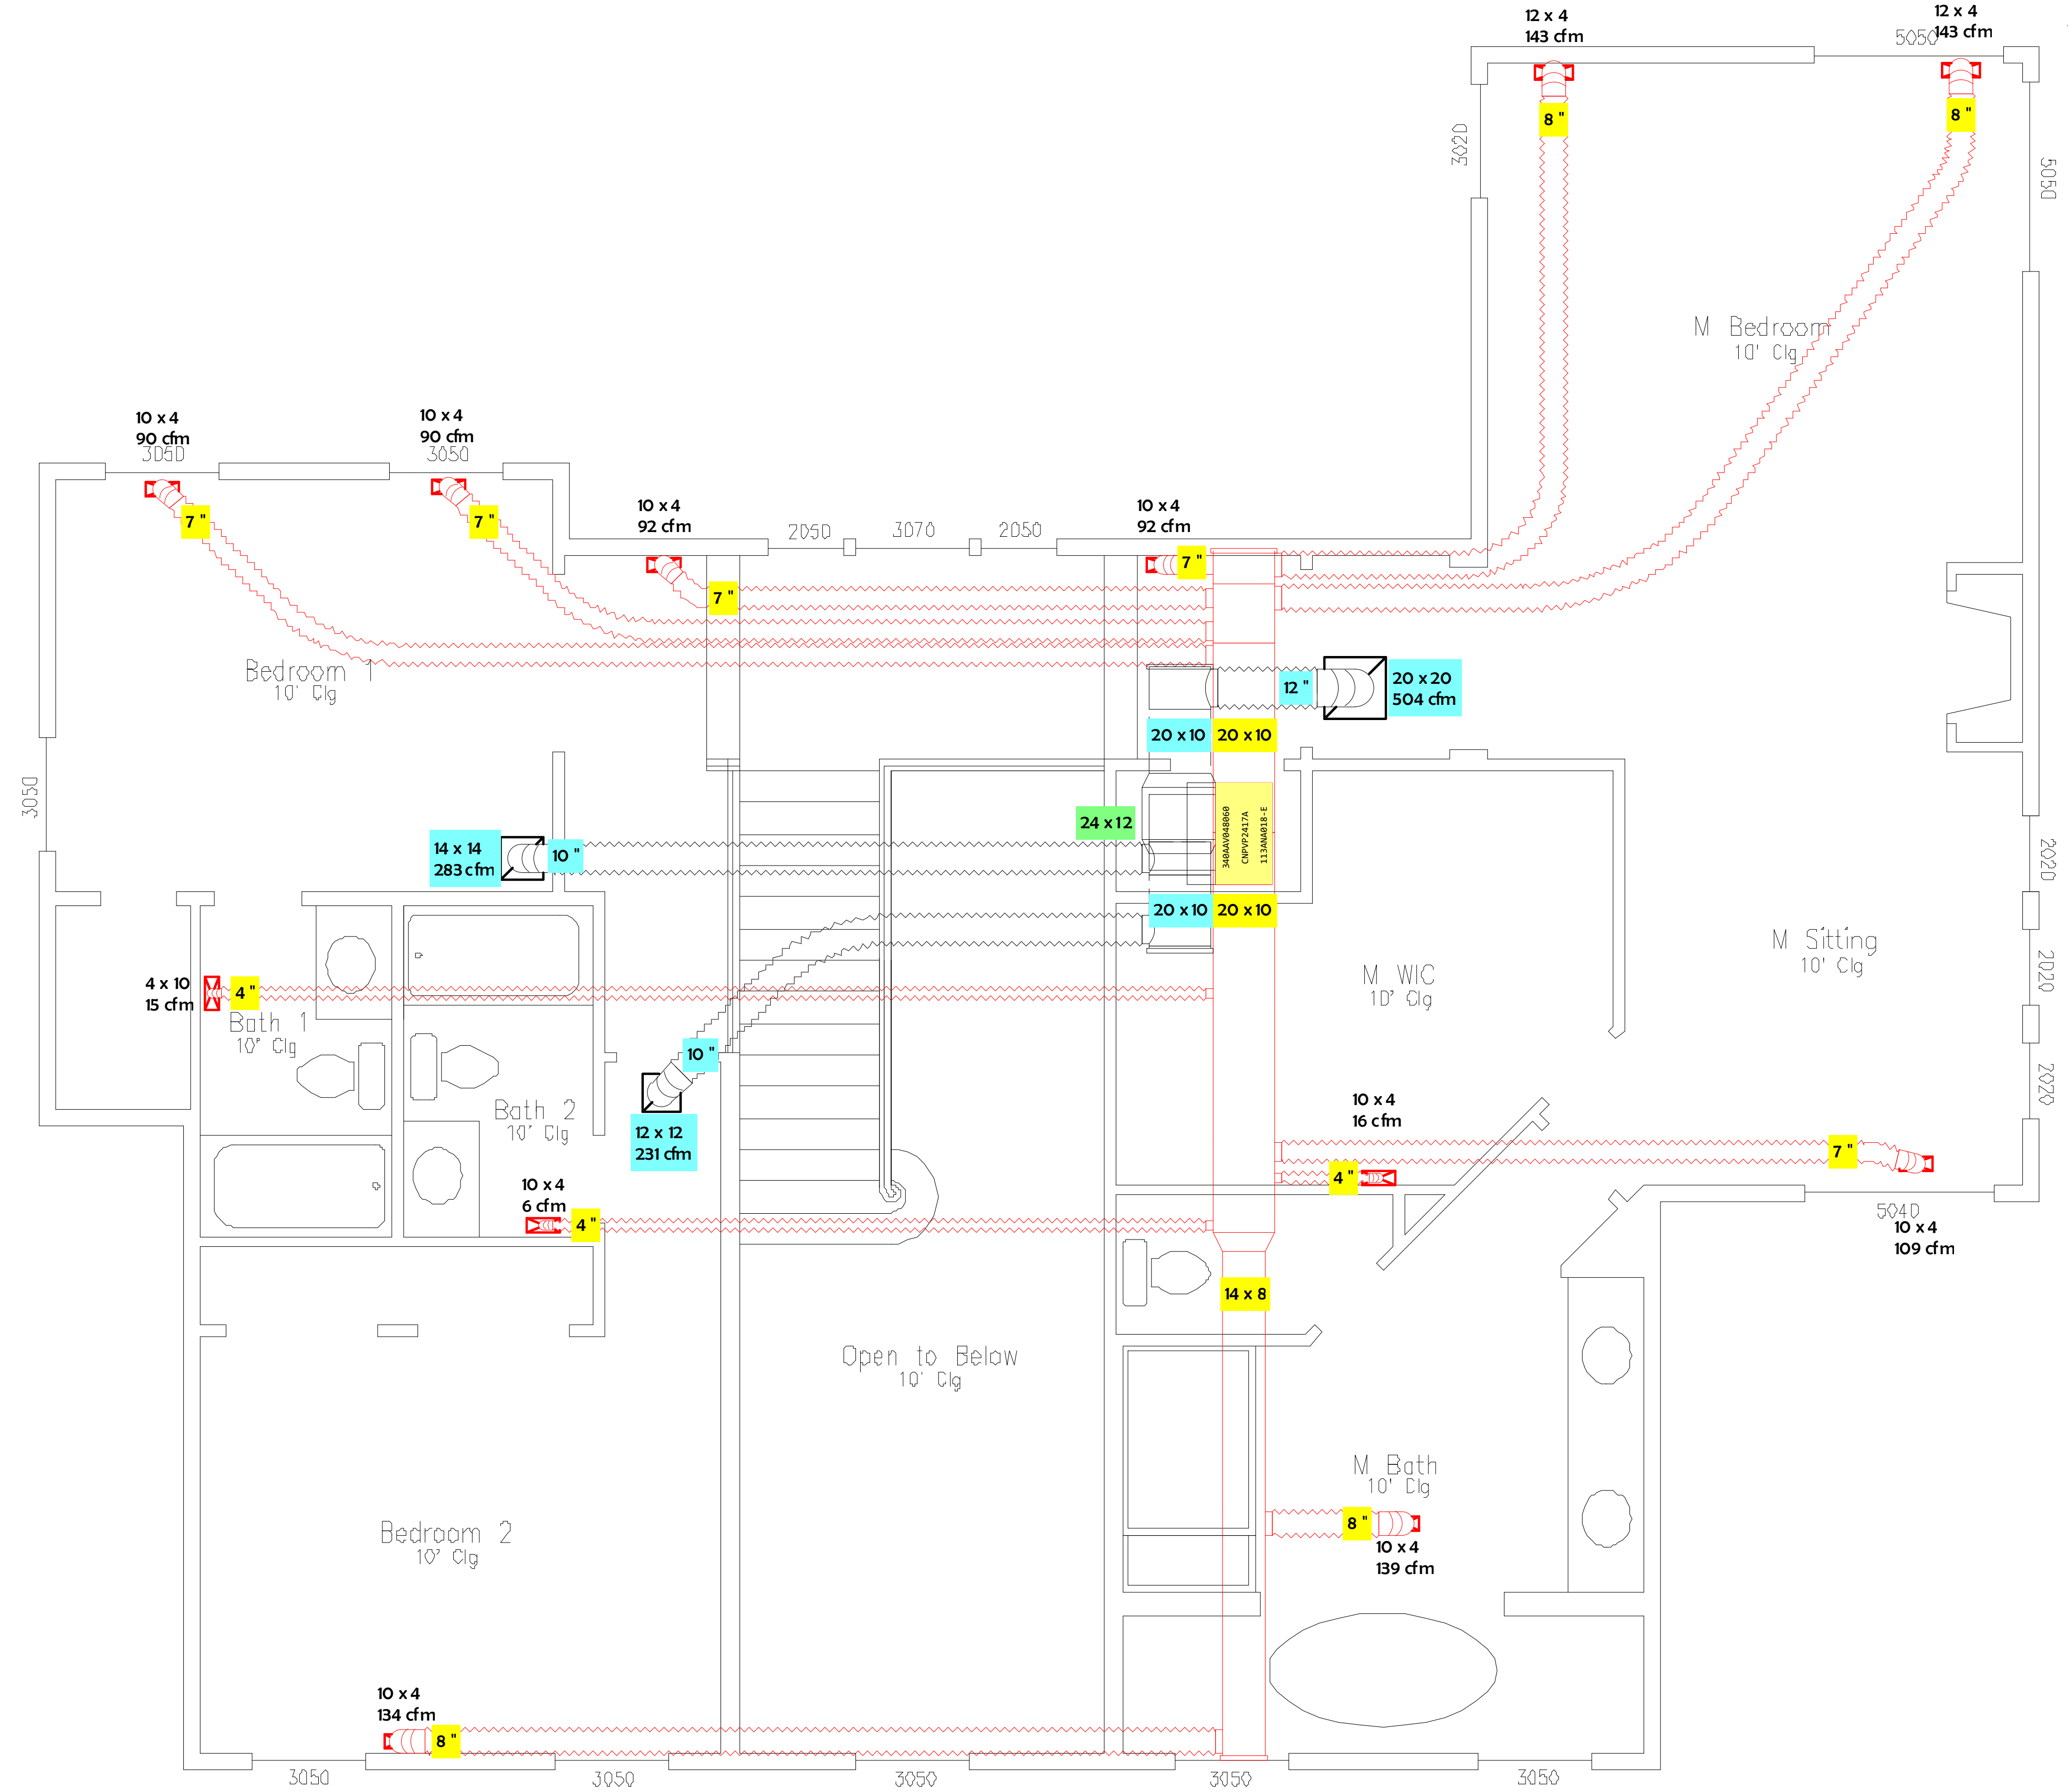 12 x 4
143 cfm
12 x 4
143 cfm
5050
8 "
8 "
3020
5050
M Bedroom
10' Clg
10 x 4
90 cfm
3050
10 x 4
90 cfm
3050
7 "
7 "
10 x 4
92 cfm
2050
3070
2050
10 x 4
92 cfm
7 "
7 "
Bedroom 1
10' Clg
12 "
20 x 20
504 cfm
20 x 10
20 x 10
3050
24 x 12
340AAV048060
CNPVP2417A
113ANA018-E
14 x 14
283 cfm
10 "
2020
20 x 10
20 x 10
M Sitting
10' Clg
2020
M WIC
10' Clg
4 x 10
15 cfm
4 "
Bath 1
10' Clg
10 "
2020
Bath 2
10' Clg
12 x 12
231 cfm
10 x 4
16 cfm
7 "
4 "
10 x 4
6 cfm
4 "
5040
10 x 4
109 cfm
14 x 8
Open to Below
10' Clg
M Bath
10' Clg
Bedroom 2
10' Clg
8 "
10 x 4
139 cfm
10 x 4
134 cfm
8 "
3050
3050
3050
3050
3050